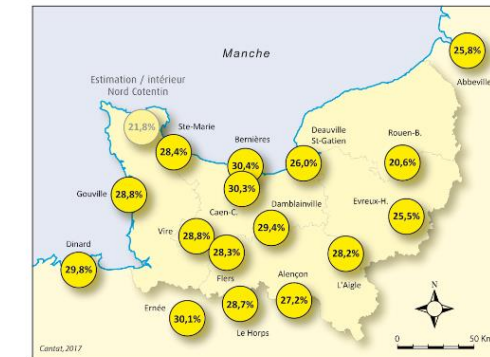 Manche
25,8%
Abbeville
Estimation / intérieur
Nord Cotentin
21,8%
Ste-Marie
28,4%
Bernières
30,4%
Deauville
St-Gatien
26,0%
Rouen-B.
20,6%
Gouville
28,8%
30,3%
Caen-C.
Damblainville
29,4%
Evreux-H.
25,5%
Dinard
29,8%
Vire
28,8%
28,3%
Flers
28,2%
L'Aigle
Alençon
27,2%
Ernée
30,1%
28,7%
Le Horps
N
0
50 Km
Cantat, 2017